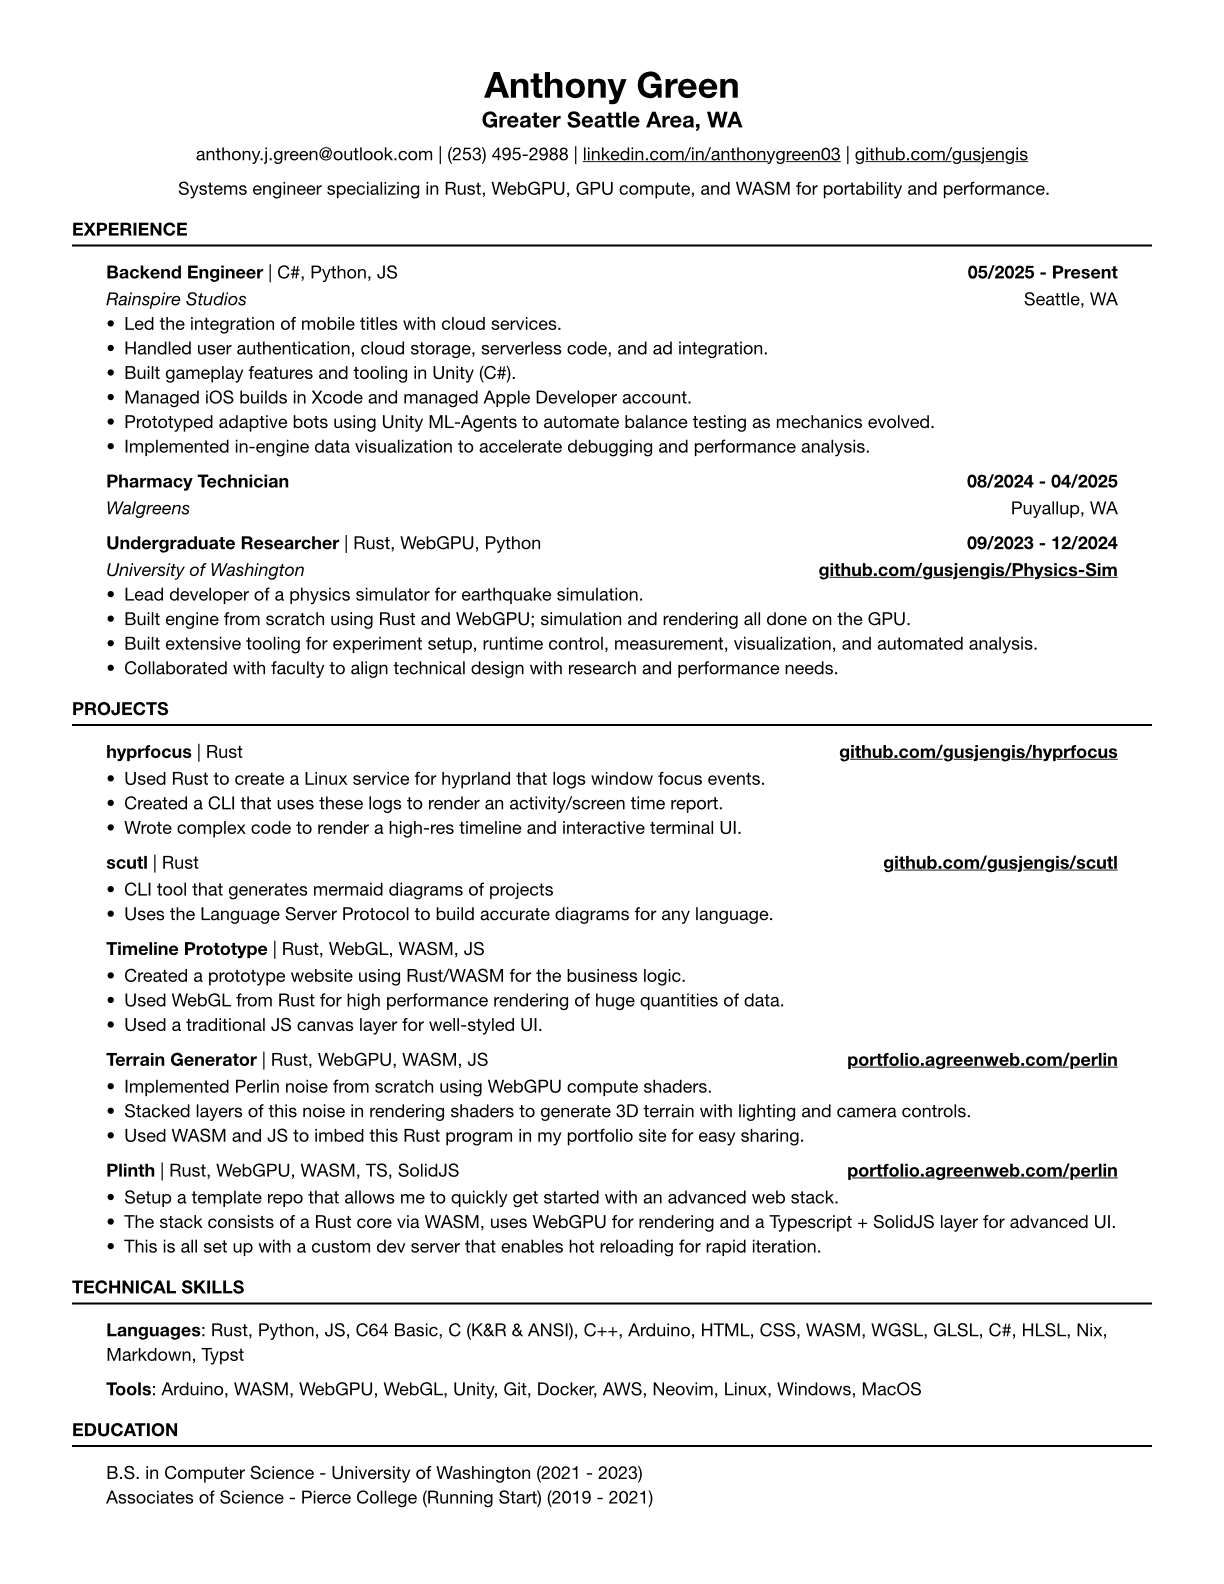 Anthony Green
Greater Seattle Area, WA
anthony.j.green@outlook.com | (253) 495-2988 | linkedin.com/in/anthonygreen03 | github.com/gusjengis
Systems engineer specializing in Rust, WebGPU, GPU compute, and WASM for portability and performance.
EXPERIENCE
Backend Engineer | C#, Python, JS 05/2025 - Present
Rainspire Studios Seattle, WA
• Led the integration of mobile titles with cloud services.
• Handled user authentication, cloud storage, serverless code, and ad integration.
• Built gameplay features and tooling in Unity (C#).
• Managed iOS builds in Xcode and managed Apple Developer account.
• Prototyped adaptive bots using Unity ML-Agents to automate balance testing as mechanics evolved.
• Implemented in-engine data visualization to accelerate debugging and performance analysis.
Pharmacy Technician 08/2024 - 04/2025
Walgreens Puyallup, WA
Undergraduate Researcher | Rust, WebGPU, Python 09/2023 - 12/2024
University of Washington github.com/gusjengis/Physics-Sim
• Lead developer of a physics simulator for earthquake simulation.
• Built engine from scratch using Rust and WebGPU; simulation and rendering all done on the GPU.
• Built extensive tooling for experiment setup, runtime control, measurement, visualization, and automated analysis.
• Collaborated with faculty to align technical design with research and performance needs.
PROJECTS
hyprfocus | Rust github.com/gusjengis/hyprfocus
• Used Rust to create a Linux service for hyprland that logs window focus events.
• Created a CLI that uses these logs to render an activity/screen time report.
• Wrote complex code to render a high-res timeline and interactive terminal UI.
scutl | Rust github.com/gusjengis/scutl
• CLI tool that generates mermaid diagrams of projects
• Uses the Language Server Protocol to build accurate diagrams for any language.
Timeline Prototype | Rust, WebGL, WASM, JS
• Created a prototype website using Rust/WASM for the business logic.
• Used WebGL from Rust for high performance rendering of huge quantities of data.
• Used a traditional JS canvas layer for well-styled UI.
Terrain Generator | Rust, WebGPU, WASM, JS portfolio.agreenweb.com/perlin
• Implemented Perlin noise from scratch using WebGPU compute shaders.
• Stacked layers of this noise in rendering shaders to generate 3D terrain with lighting and camera controls.
• Used WASM and JS to imbed this Rust program in my portfolio site for easy sharing.
Plinth | Rust, WebGPU, WASM, TS, SolidJS portfolio.agreenweb.com/perlin
• Setup a template repo that allows me to quickly get started with an advanced web stack.
• The stack consists of a Rust core via WASM, uses WebGPU for rendering and a Typescript + SolidJS layer for advanced UI.
• This is all set up with a custom dev server that enables hot reloading for rapid iteration.
TECHNICAL SKILLS
Languages: Rust, Python, JS, C64 Basic, C (K&R & ANSI), C++, Arduino, HTML, CSS, WASM, WGSL, GLSL, C#, HLSL, Nix,
Markdown, Typst
Tools: Arduino, WASM, WebGPU, WebGL, Unity, Git, Docker, AWS, Neovim, Linux, Windows, MacOS
EDUCATION
B.S. in Computer Science - University of Washington (2021 - 2023)
Associates of Science - Pierce College (Running Start) (2019 - 2021)